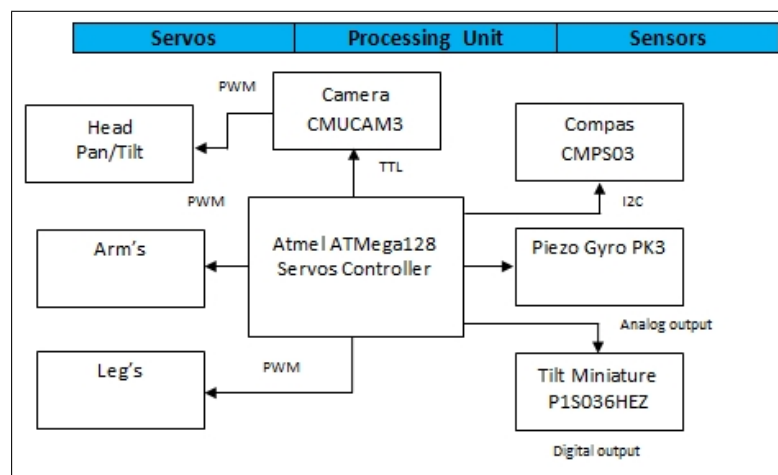 Servos
Processing Unit
Sensors
PWM
Camera
CMUCAM3
Head
Pan/Tilt
Compas
CMPS03
TTL
PWM
I2C
Arm's
Atmel ATMega128
Servos Controller
Piezo Gyro PK3
Analog output
Leg's
PWM
Tilt Miniature
P1S036HEZ
Digital output